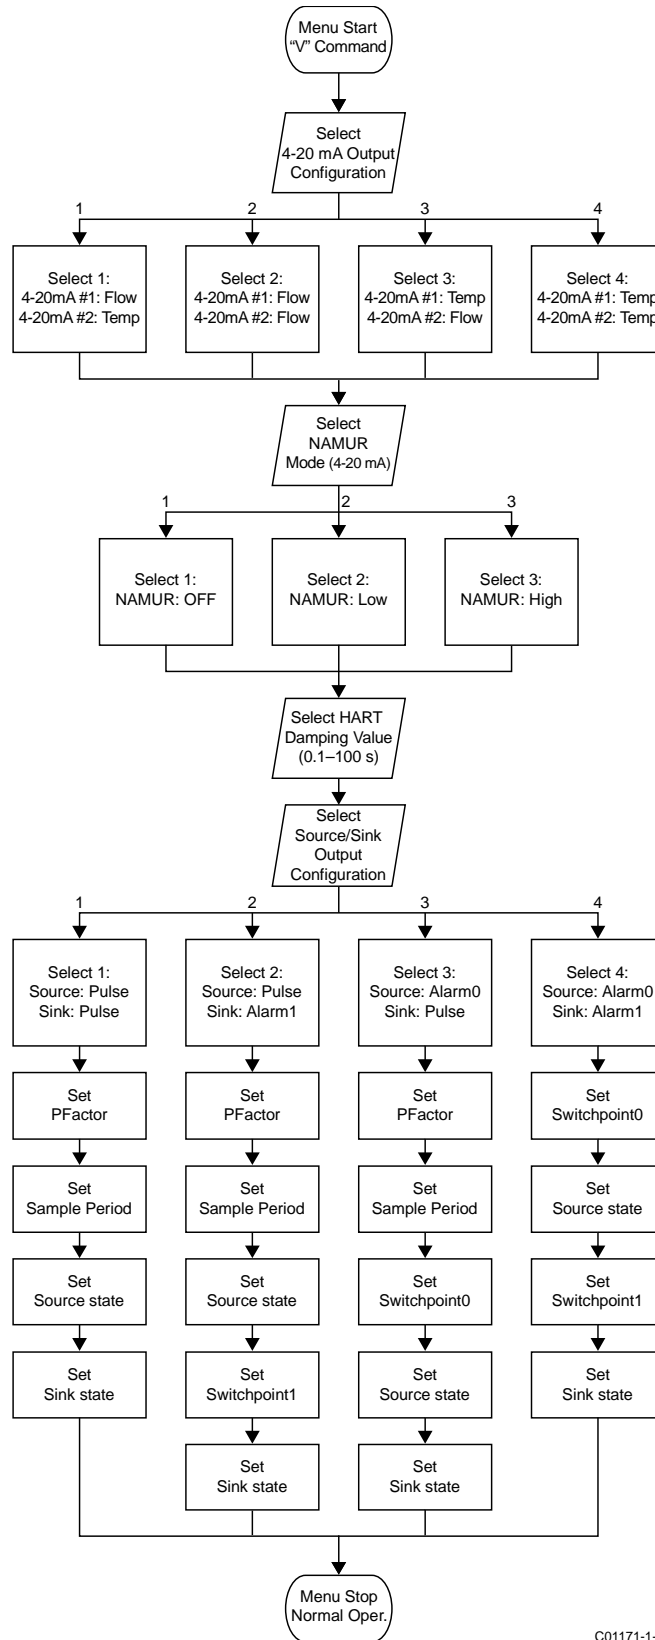 Menu Start
“V” Command
Select
4-20 mA Output
Configuration
1
2
3
4
Select 1:
4-20mA #1: Flow
4-20mA #2: Temp
Select 2:
4-20mA #1: Flow
4-20mA #2: Flow
Select 3:
4-20mA #1: Temp
4-20mA #2: Flow
Select 4:
4-20mA #1: Temp
4-20mA #2: Temp
Select
NAMUR
Mode (4-20 mA)
1
2
3
Select 1:
NAMUR: OFF
Select 2:
NAMUR: Low
Select 3:
NAMUR: High
Select HART
Damping Value
(0.1–100 s)
Select
Source/Sink
Output
Configuration
1
2
3
4
Select 1:
Source: Pulse
Sink: Pulse
Select 2:
Source: Pulse
Sink: Alarm1
Select 3:
Source: Alarm0
Sink: Pulse
Select 4:
Source: Alarm0
Sink: Alarm1
Set
PFactor
Set
PFactor
Set
PFactor
Set
Switchpoint0
Set
Sample Period
Set
Sample Period
Set
Sample Period
Set
Source state
Set
Source state
Set
Source state
Set
Switchpoint0
Set
Switchpoint1
Set
Sink state
Set
Switchpoint1
Set
Source state
Set
Sink state
Set
Sink state
Set
Sink state
Menu Stop
Normal Oper.
C01171-1-